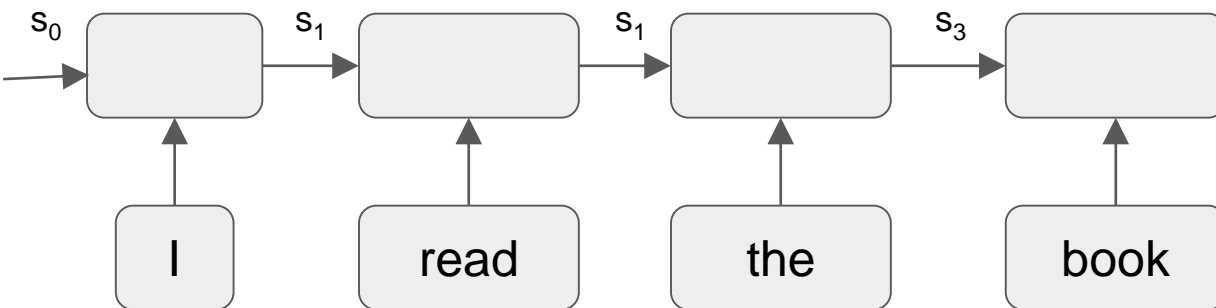 s₀ s₁ s₁ s₃
I read the book